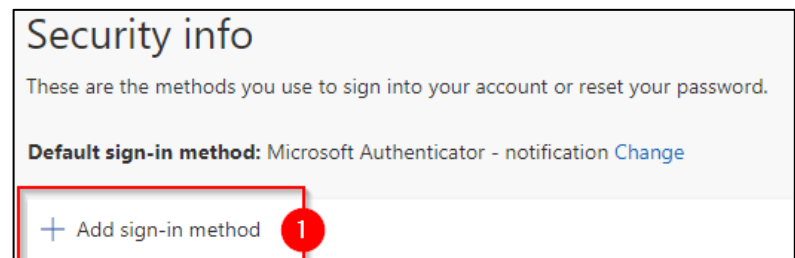 Security info
These are the methods you use to sign into your account or reset your password.
Default sign-in method: Microsoft Authenticator - notification Change
+ Add sign-in method 1